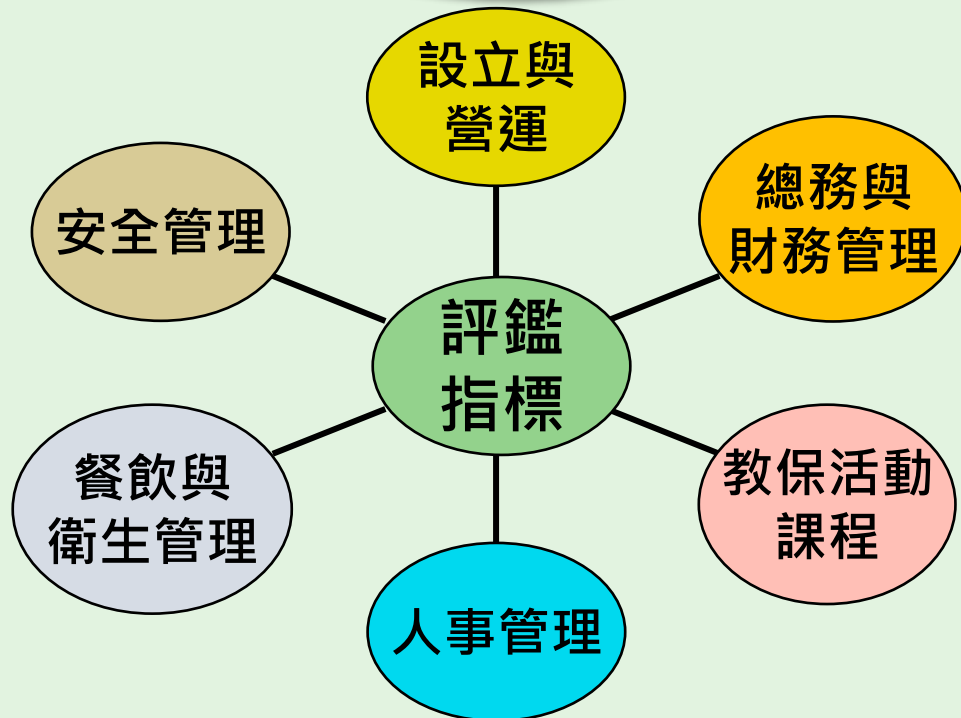 設立與
營運
總務與
財務管理
安全管理
評鑑
指標
餐飲與
衛生管理
教保活動
課程
人事管理